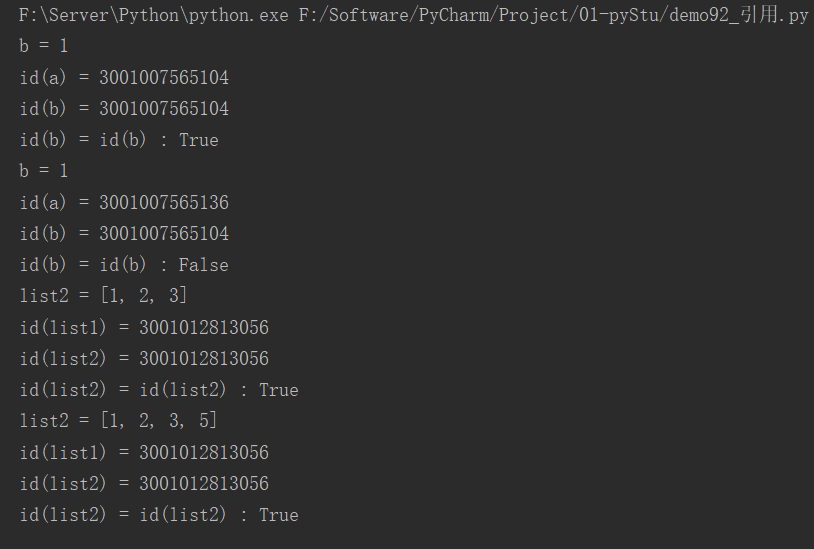 F:\Server\Python\python.exe F:/Software/PyCharm/Project/01-pyStu/demo92_引用.py
b = 1
id(a) = 3001007565104
id(b) = 3001007565104
id(b) = id(b) : True
b = 1
id(a) = 3001007565136
id(b) = 3001007565104
id(b) = id(b) : False
list2 = [1, 2, 3]
id(list1) = 3001012813056
id(list2) = 3001012813056
id(list2) = id(list2) : True
list2 = [1, 2, 3, 5]
id(list1) = 3001012813056
id(list2) = 3001012813056
id(list2) = id(list2) : True